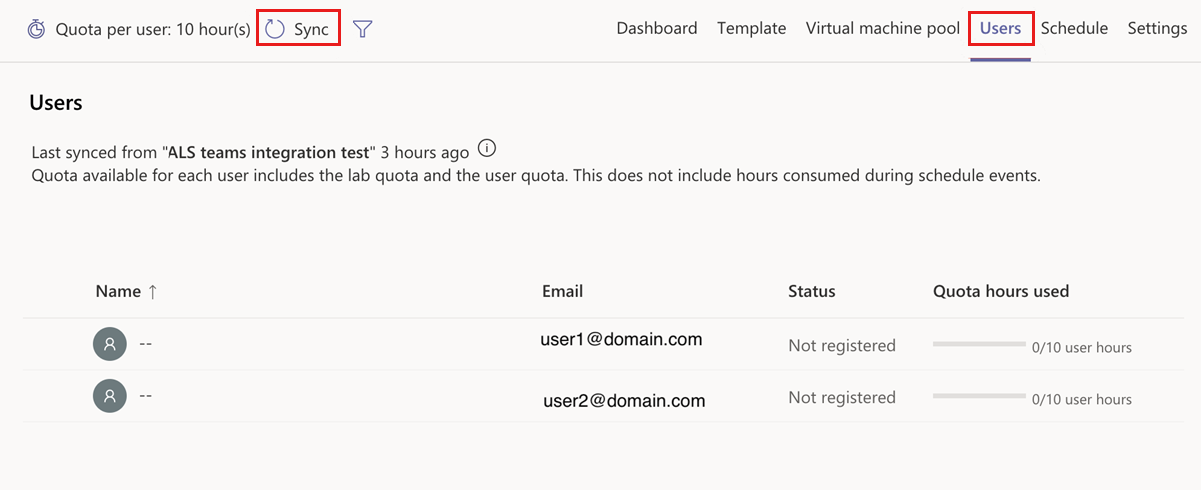 Quota per user: 10 hour(s) Sync Dashboard Template Virtual machine pool Users Schedule Settings
Users
Last synced from "ALS teams integration test" 3 hours ago
Quota available for each user includes the lab quota and the user quota. This does not include hours consumed during schedule events.
Name ↑ Email Status Quota hours used
-- user1@domain.com Not registered 0/10 user hours
-- user2@domain.com Not registered 0/10 user hours